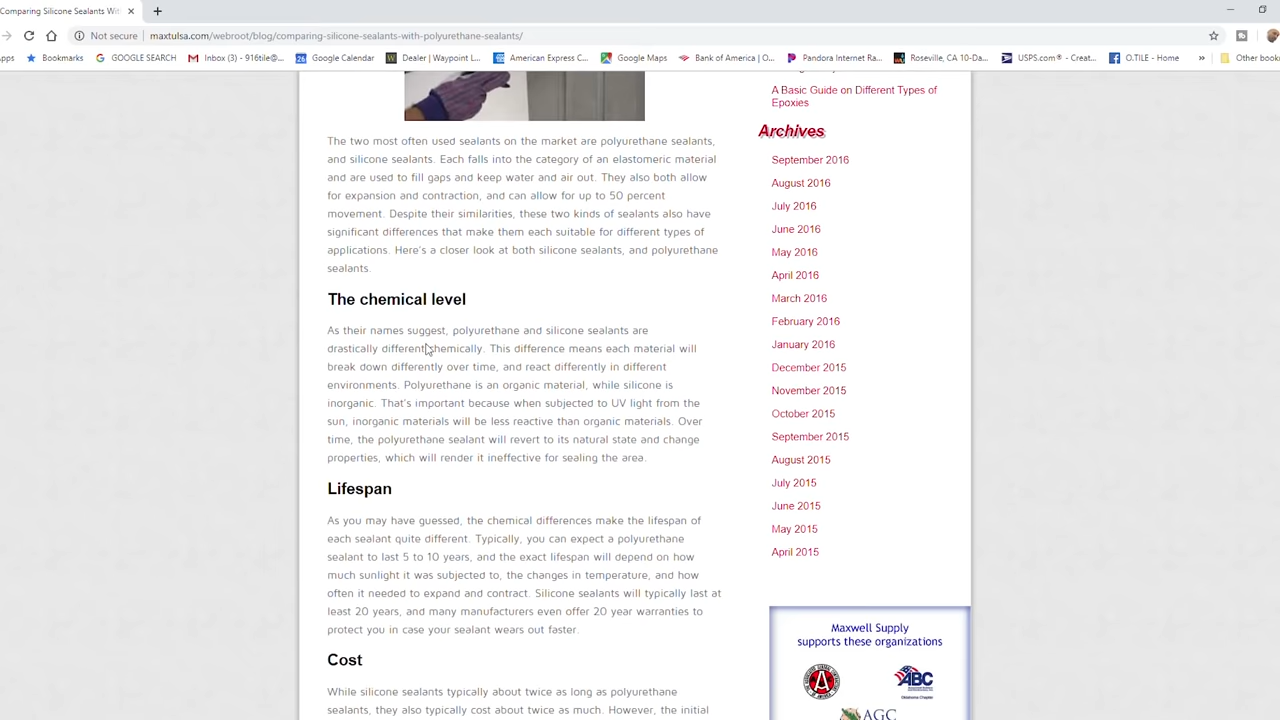 Comparing Silicone Sealants With
Not secure maxtulsa.com/webroot/blog/comparing-silicone-sealants-with-polyurethane-sealants/
Bookmarks GOOGLE SEARCH Inbox (3) - 916tile@... Google Calendar Dealer | Waypoint L... American Express C... Google Maps Bank of America | O... Pandora Internet Ra... Roseville, CA 10-Da... USPS.com® - Creat... O.TILE - Home » Other
The two most often used sealants on the market are polyurethane sealants,
and silicone sealants. Each falls into the category of an elastomeric material
and are used to fill gaps and keep water and air out. They also both allow
for expansion and contraction, and can allow for up to 50 percent
movement. Despite their similarities, these two kinds of sealants also have
significant differences that make them each suitable for different types of
applications. Here's a closer look at both silicone sealants, and polyurethane
sealants.
The chemical level
As their names suggest, polyurethane and silicone sealants are
drastically different chemically. This difference means each material will
break down differently over time, and react differently in different
environments. Polyurethane is an organic material, while silicone is
inorganic. That's important because when subjected to UV light from the
sun, inorganic materials will be less reactive than organic materials. Over
time, the polyurethane sealant will revert to its natural state and change
properties, which will render it ineffective for sealing the area.
Lifespan
As you may have guessed, the chemical differences make the lifespan of
each sealant quite different. Typically, you can expect a polyurethane
sealant to last 5 to 10 years, and the exact lifespan will depend on how
much sunlight it was subjected to, the changes in temperature, and how
often it needed to expand and contract. Silicone sealants will typically last at
least 20 years, and many manufacturers even offer 20 year warranties to
protect you in case your sealant wears out faster.
Cost
While silicone sealants typically about twice as long as polyurethane
sealants, they also typically cost about twice as much. However, the initial
A Basic Guide on Different Types of
Epoxies
Archives
September 2016
August 2016
July 2016
June 2016
May 2016
April 2016
March 2016
February 2016
January 2016
December 2015
November 2015
October 2015
September 2015
August 2015
July 2015
June 2015
May 2015
April 2015
Maxwell Supply
supports these organizations
ABC
AGC